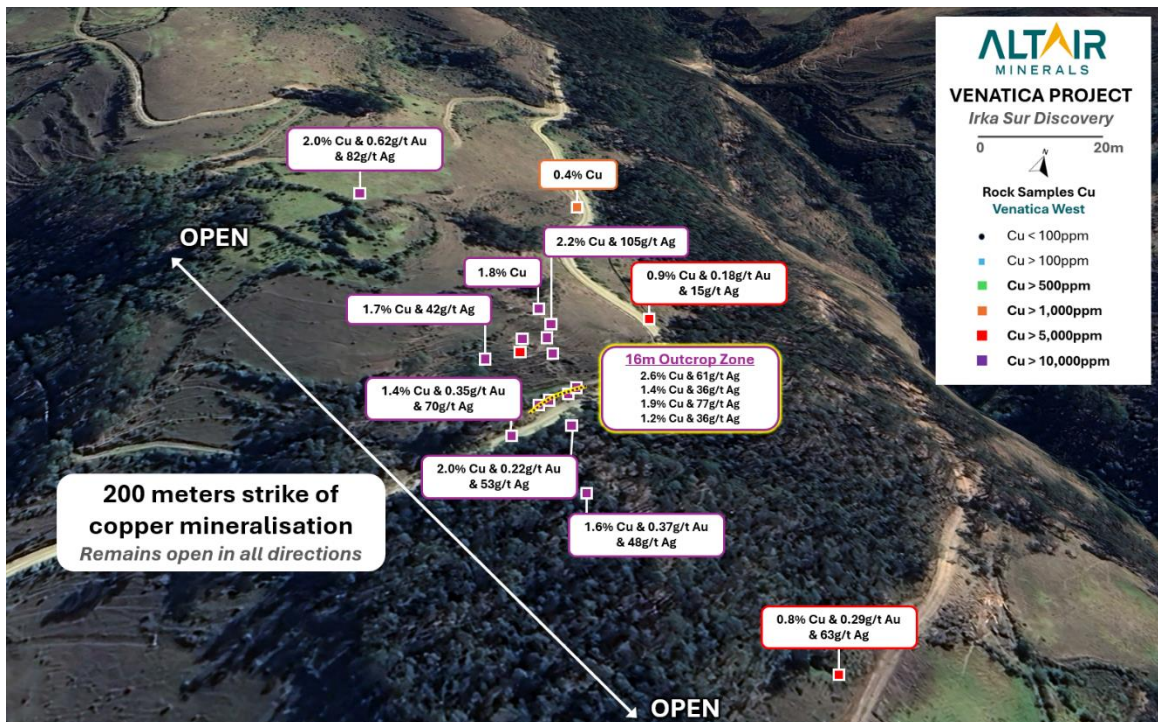 ALTAIR
MINERALS
VENATICA PROJECT
Irka Sur Discovery
0 20m
N
Rock Samples Cu
Venatica West
Cu < 100ppm
Cu > 100ppm
Cu > 500ppm
Cu > 1,000ppm
Cu > 5,000ppm
Cu > 10,000ppm
2.0% Cu & 0.62g/t Au
& 82g/t Ag
0.4% Cu
OPEN
2.2% Cu & 105g/t Ag
1.8% Cu
0.9% Cu & 0.18g/t Au
& 15g/t Ag
1.7% Cu & 42g/t Ag
16m Outcrop Zone
2.6% Cu & 61g/t Ag
1.4% Cu & 36g/t Ag
1.9% Cu & 77g/t Ag
1.2% Cu & 36g/t Ag
1.4% Cu & 0.35g/t Au
& 70g/t Ag
2.0% Cu & 0.22g/t Au
& 53g/t Ag
200 meters strike of
copper mineralisation
Remains open in all directions
1.6% Cu & 0.37g/t Au
& 48g/t Ag
0.8% Cu & 0.29g/t Au
& 63g/t Ag
OPEN